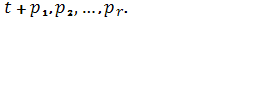 t + p₁,p₂, …,pᵣ.